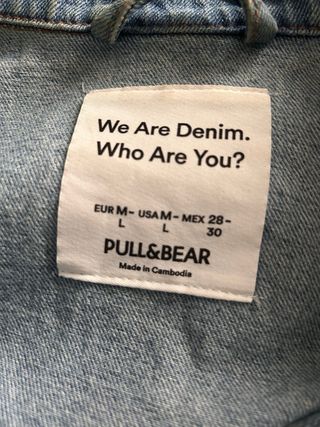 We Are Denim.
Who Are You?
EUR M- USA M- MEX 28-
L L 30
PULL&BEAR
Made in Cambodia